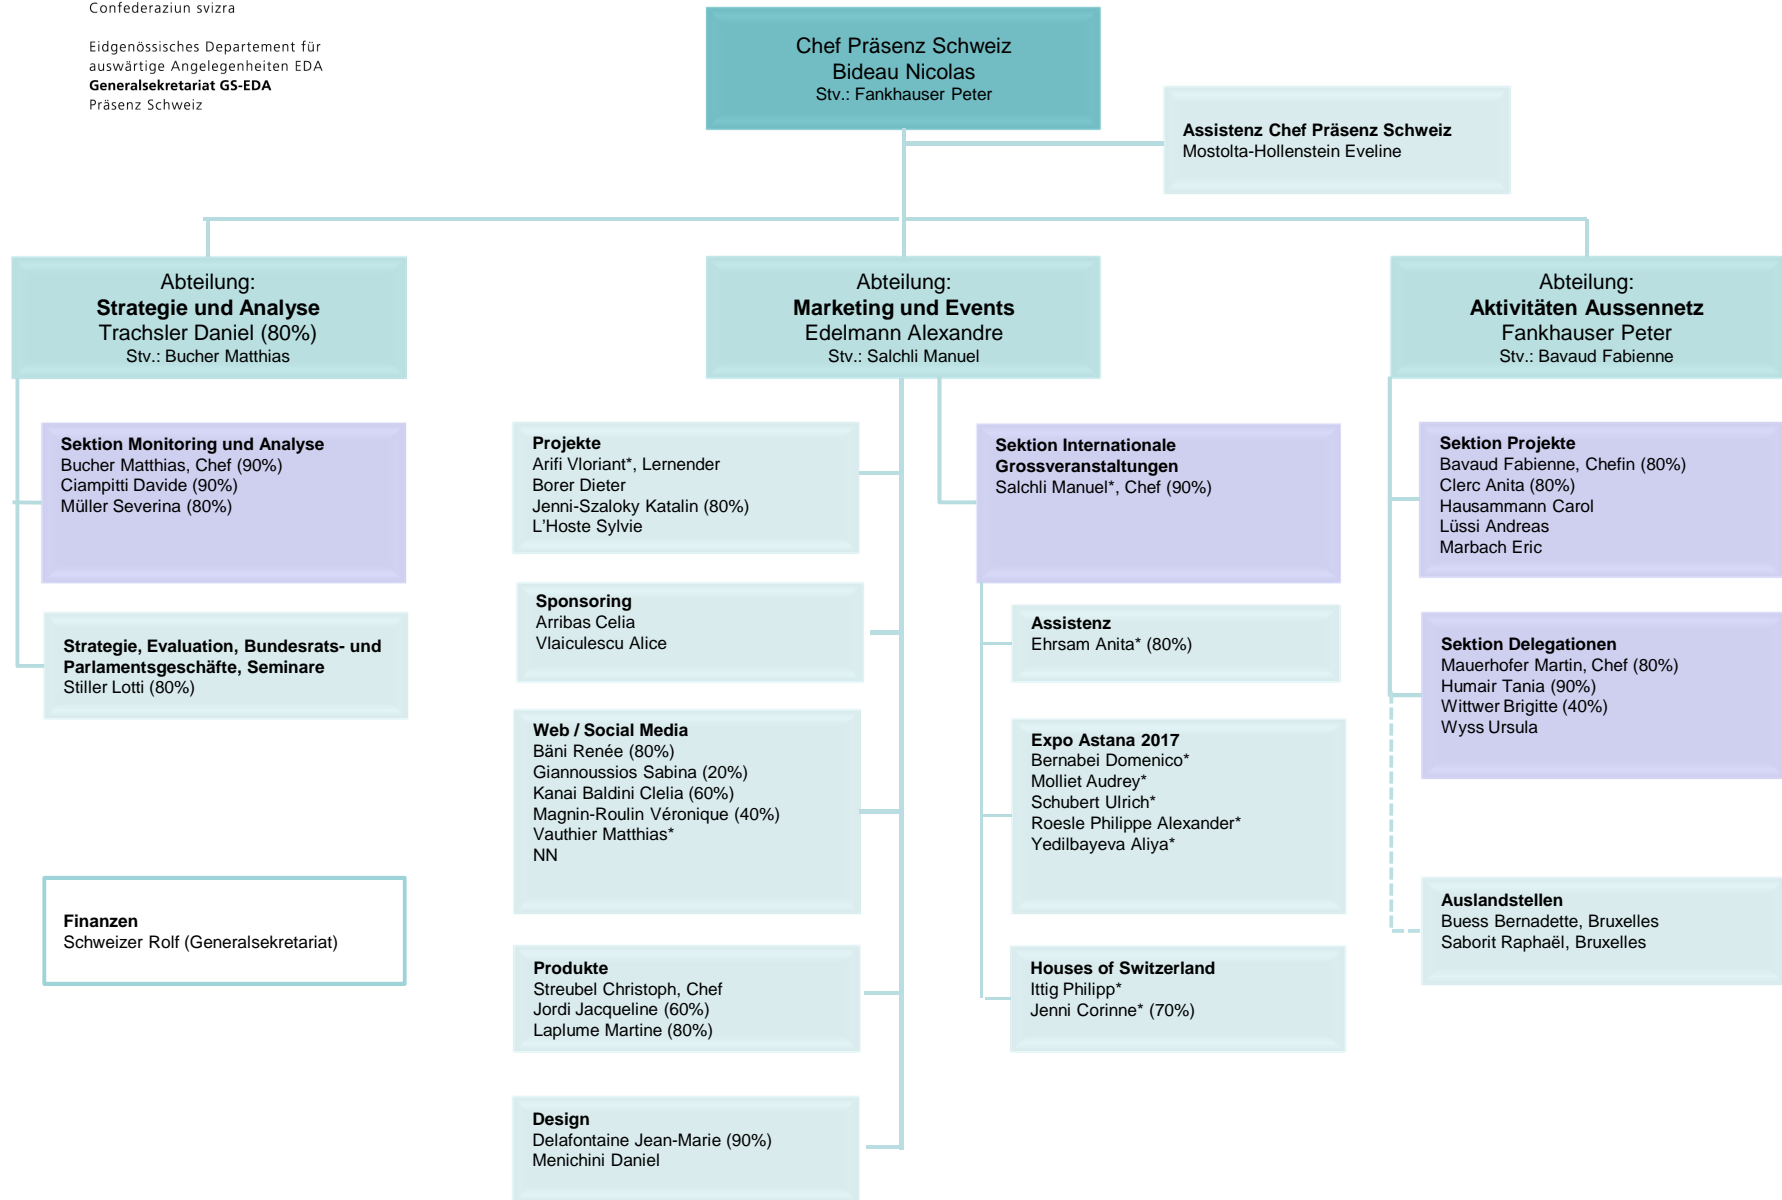 Confederaziun svizra
Eidgenössisches Departement für
auswärtige Angelegenheiten EDA
Generalsekretariat GS-EDA
Präsenz Schweiz
Chef Präsenz Schweiz
Bideau Nicolas
Stv.: Fankhauser Peter
Assistenz Chef Präsenz Schweiz
Mostolta-Hollenstein Eveline
Abteilung:
Strategie und Analyse
Trachsler Daniel (80%)
Stv.: Bucher Matthias
Abteilung:
Marketing und Events
Edelmann Alexandre
Stv.: Salchli Manuel
Abteilung:
Aktivitäten Aussennetz
Fankhauser Peter
Stv.: Bavaud Fabienne
Sektion Monitoring und Analyse
Bucher Matthias, Chef (90%)
Ciampitti Davide (90%)
Müller Severina (80%)
Strategie, Evaluation, Bundesrats- und
Parlamentsgeschäfte, Seminare
Stiller Lotti (80%)
Finanzen
Schweizer Rolf (Generalsekretariat)
Projekte
Arifi Vloriant*, Lernender
Borer Dieter
Jenni-Szaloky Katalin (80%)
L'Hoste Sylvie
Sponsoring
Arribas Celia
Vlaiculescu Alice
Web / Social Media
Bäni Renée (80%)
Giannoussios Sabina (20%)
Kanai Baldini Clelia (60%)
Magnin-Roulin Véronique (40%)
Vauthier Matthias*
NN
Produkte
Streubel Christoph, Chef
Jordi Jacqueline (60%)
Laplume Martine (80%)
Design
Delafontaine Jean-Marie (90%)
Menichini Daniel
Sektion Internationale
Grossveranstaltungen
Salchli Manuel*, Chef (90%)
Assistenz
Ehrsam Anita* (80%)
Expo Astana 2017
Bernabei Domenico*
Molliet Audrey*
Schubert Ulrich*
Roesle Philippe Alexander*
Yedilbayeva Aliya*
Houses of Switzerland
Ittig Philipp*
Jenni Corinne* (70%)
Sektion Projekte
Bavaud Fabienne, Chefin (80%)
Clerc Anita (80%)
Hausammann Carol
Lüssi Andreas
Marbach Eric
Sektion Delegationen
Mauerhofer Martin, Chef (80%)
Humair Tania (90%)
Wittwer Brigitte (40%)
Wyss Ursula
Auslandstellen
Buess Bernadette, Bruxelles
Saborit Raphaël, Bruxelles